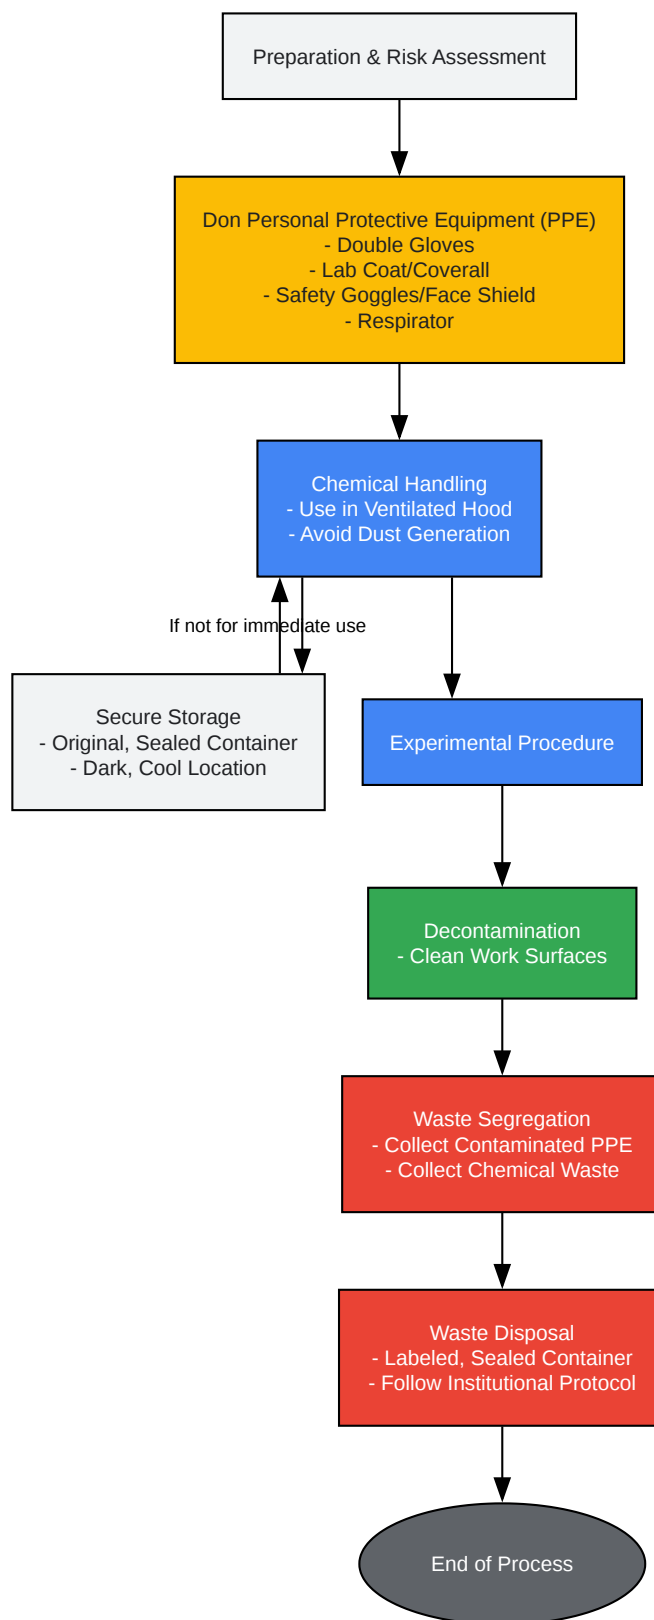 Preparation & Risk Assessment
Don Personal Protective Equipment (PPE)
- Double Gloves
- Lab Coat/Coverall
- Safety Goggles/Face Shield
- Respirator
Chemical Handling
- Use in Ventilated Hood
- Avoid Dust Generation
If not for immediate use
Secure Storage
- Original, Sealed Container
- Dark, Cool Location
Experimental Procedure
Decontamination
- Clean Work Surfaces
Waste Segregation
- Collect Contaminated PPE
- Collect Chemical Waste
Waste Disposal
- Labeled, Sealed Container
- Follow Institutional Protocol
End of Process